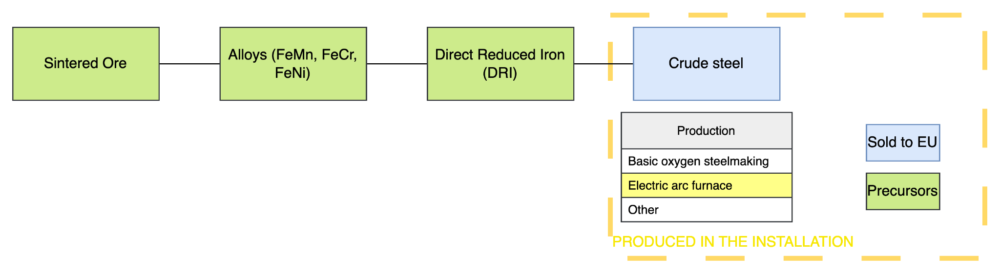 Sintered Ore
Alloys (FeMn, FeCr,
FeNi)
Direct Reduced Iron
(DRI)
Crude steel
Production
Basic oxygen steelmaking
Electric arc furnace
Other
Sold to EU
Precursors
PRODUCED IN THE INSTALLATION